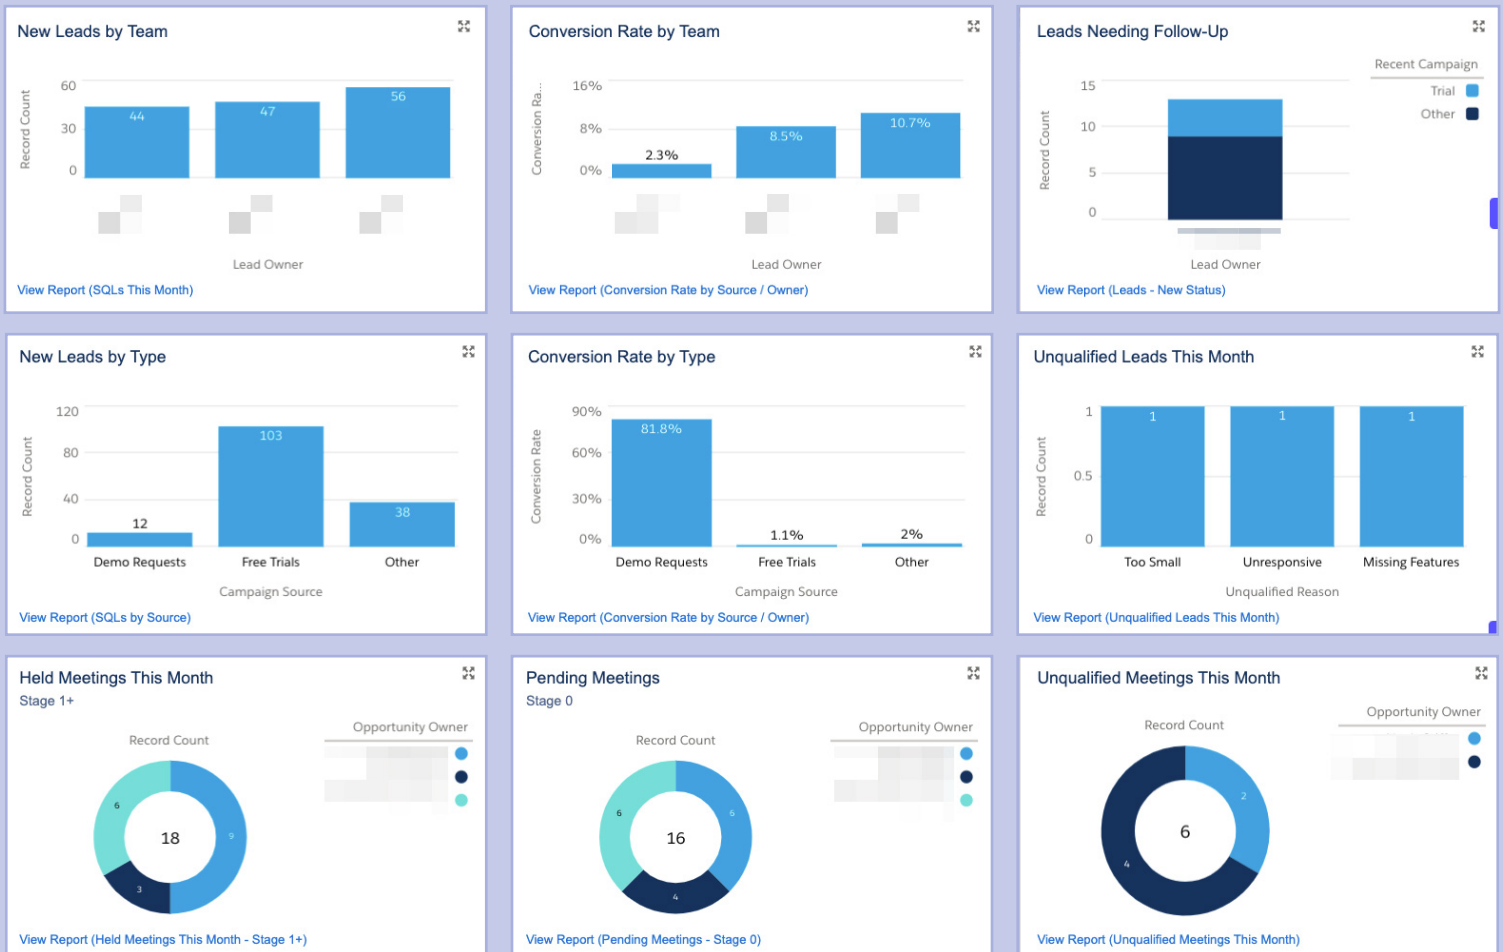 New Leads by Team
Record Count
60
30
0
44
47
56
Lead Owner
View Report (SQLs This Month)
Conversion Rate by Team
Conversion Ra...
16%
8%
0%
2.3%
8.5%
10.7%
Lead Owner
View Report (Conversion Rate by Source / Owner)
Leads Needing Follow-Up
Record Count
15
10
5
0
Recent Campaign
Trial
Other
Lead Owner
View Report (Leads - New Status)
New Leads by Type
Record Count
120
80
40
0
12
103
38
Demo Requests
Free Trials
Other
Campaign Source
View Report (SQLs by Source)
Conversion Rate by Type
Conversion Rate
90%
60%
30%
0%
81.8%
1.1%
2%
Demo Requests
Free Trials
Other
Campaign Source
View Report (Conversion Rate by Source / Owner)
Unqualified Leads This Month
Record Count
1
0.5
0
1
1
1
Too Small
Unresponsive
Missing Features
Unqualified Reason
View Report (Unqualified Leads This Month)
Held Meetings This Month
Stage 1+
Opportunity Owner
Record Count
6
9
18
3
View Report (Held Meetings This Month - Stage 1+)
Pending Meetings
Stage 0
Opportunity Owner
Record Count
6
6
16
4
View Report (Pending Meetings - Stage 0)
Unqualified Meetings This Month
Opportunity Owner
Record Count
2
6
4
View Report (Unqualified Meetings This Month)